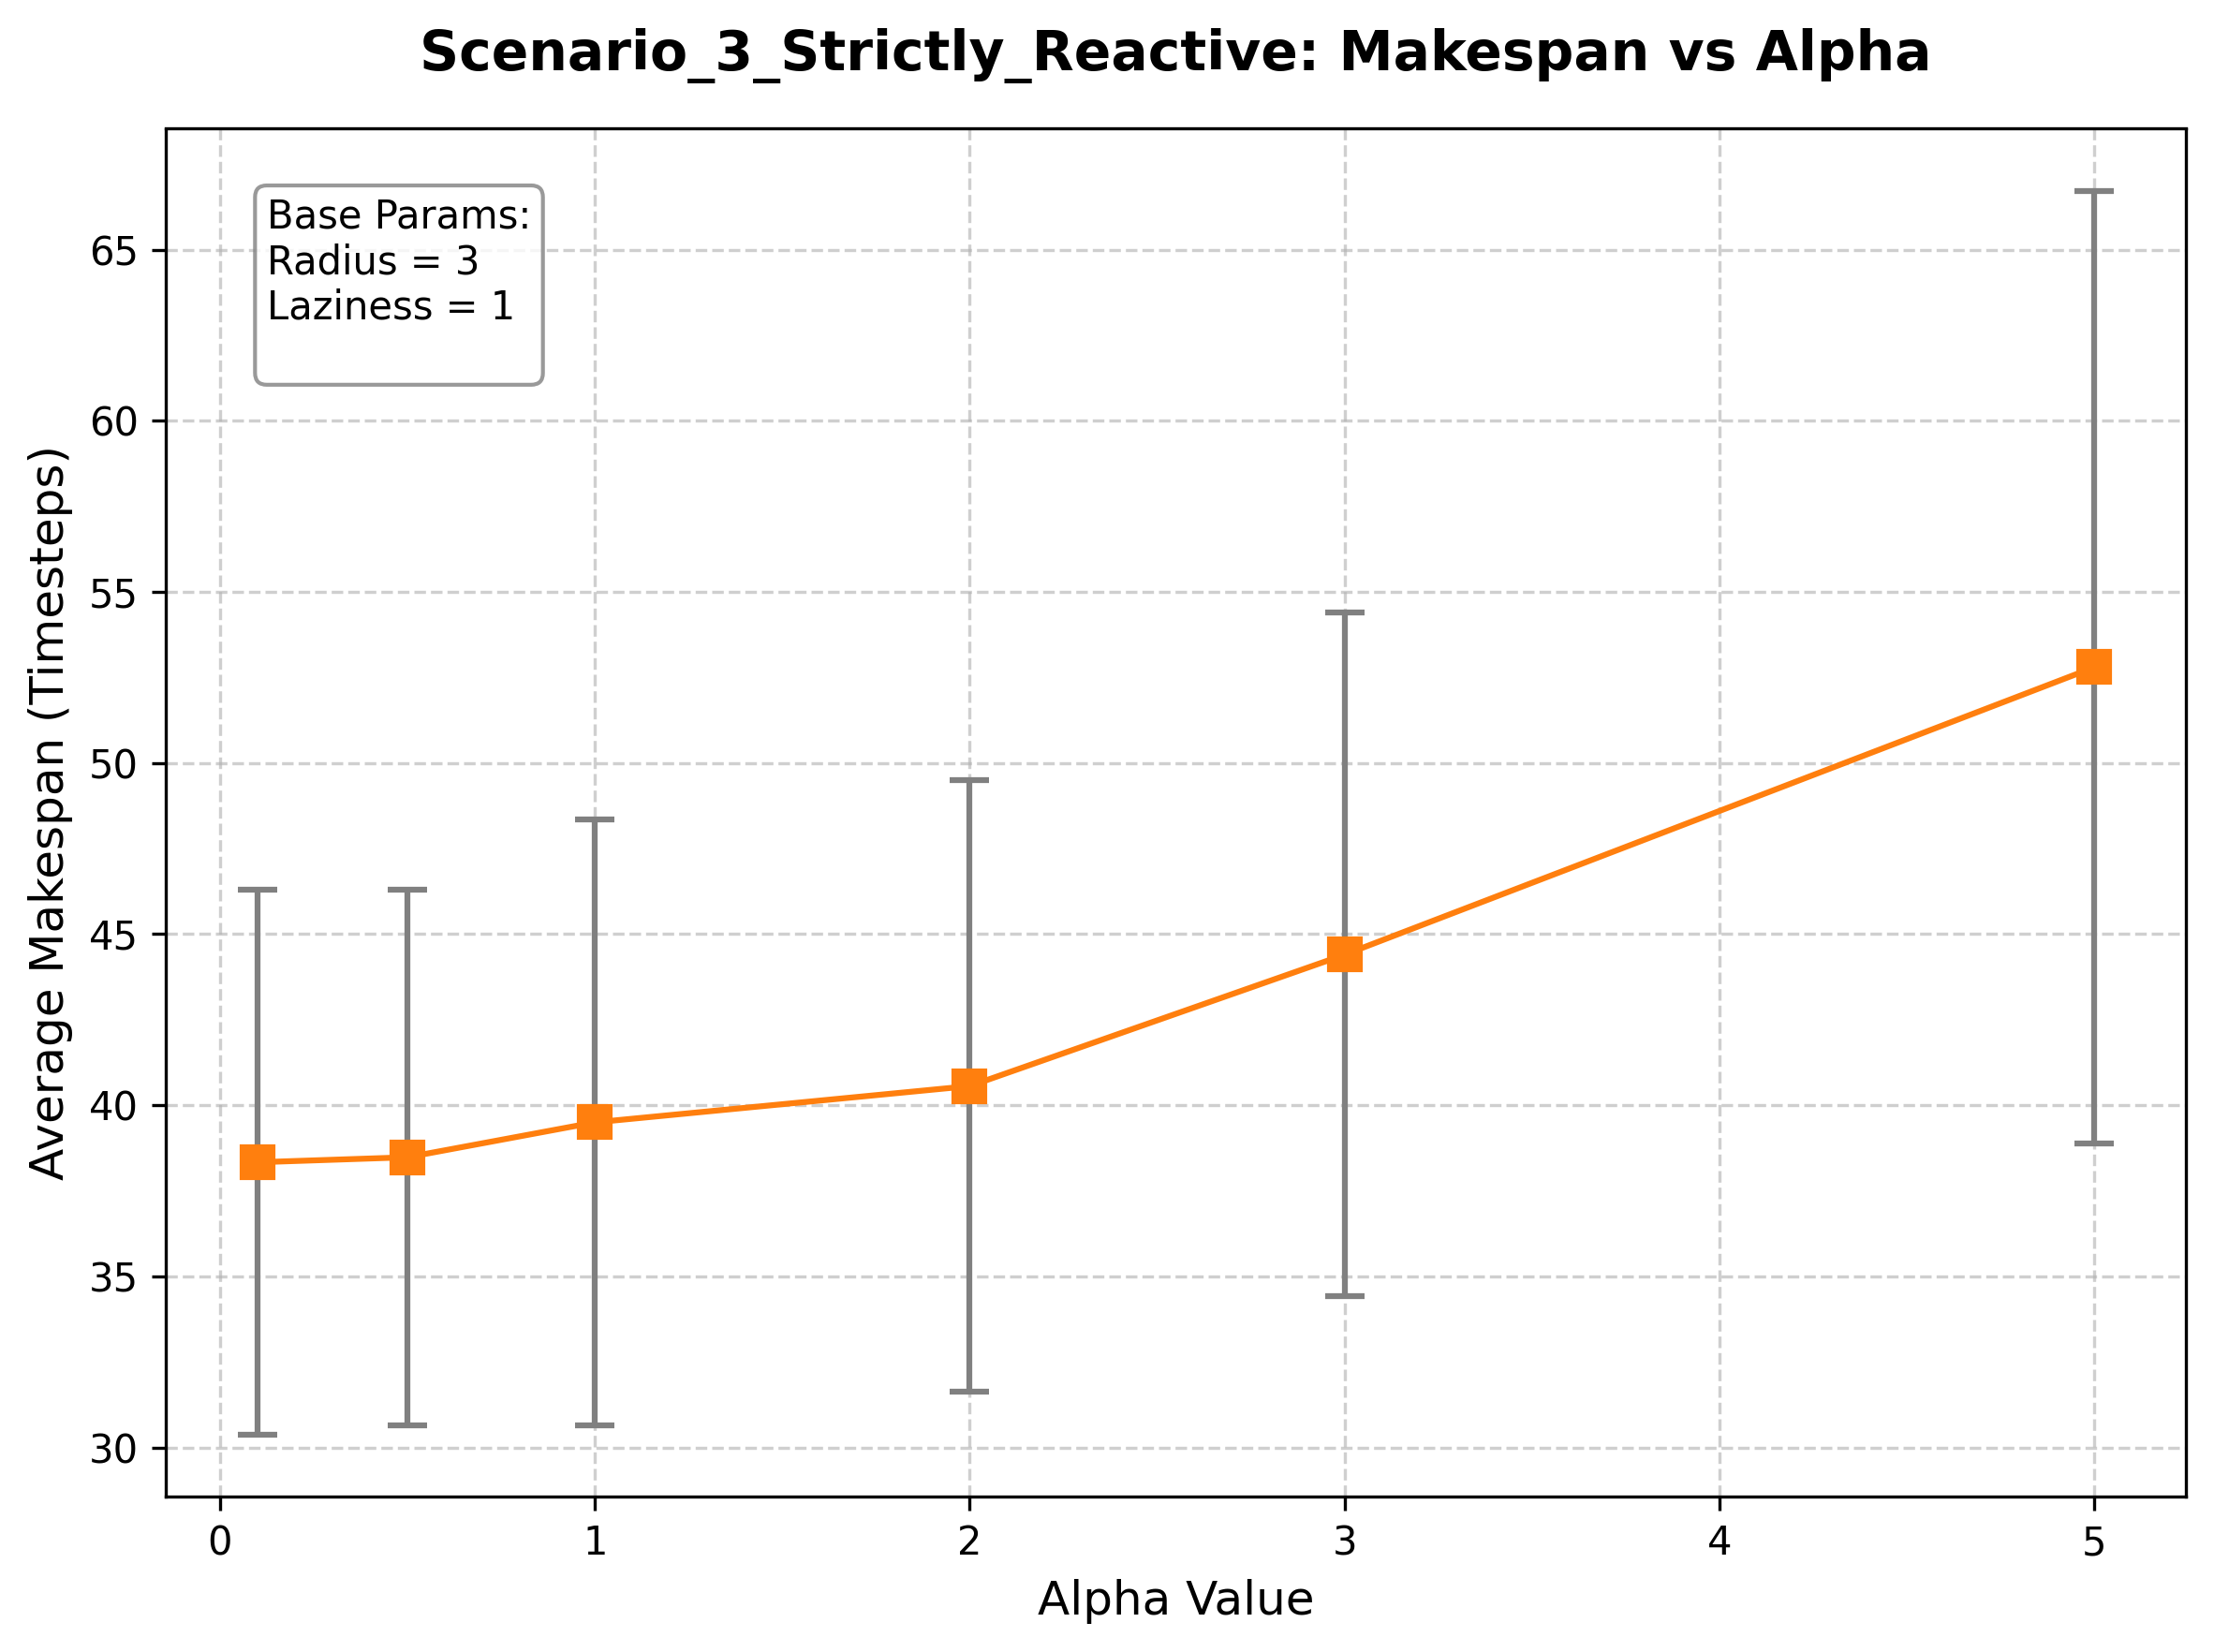 Scenario_3_Strictly_Reactive: Makespan vs Alpha
Base Params:
Radius = 3
Laziness = 1
65
60
55
50
45
40
35
30
Average Makespan (Timesteps)
0 1 2 3 4 5
Alpha Value